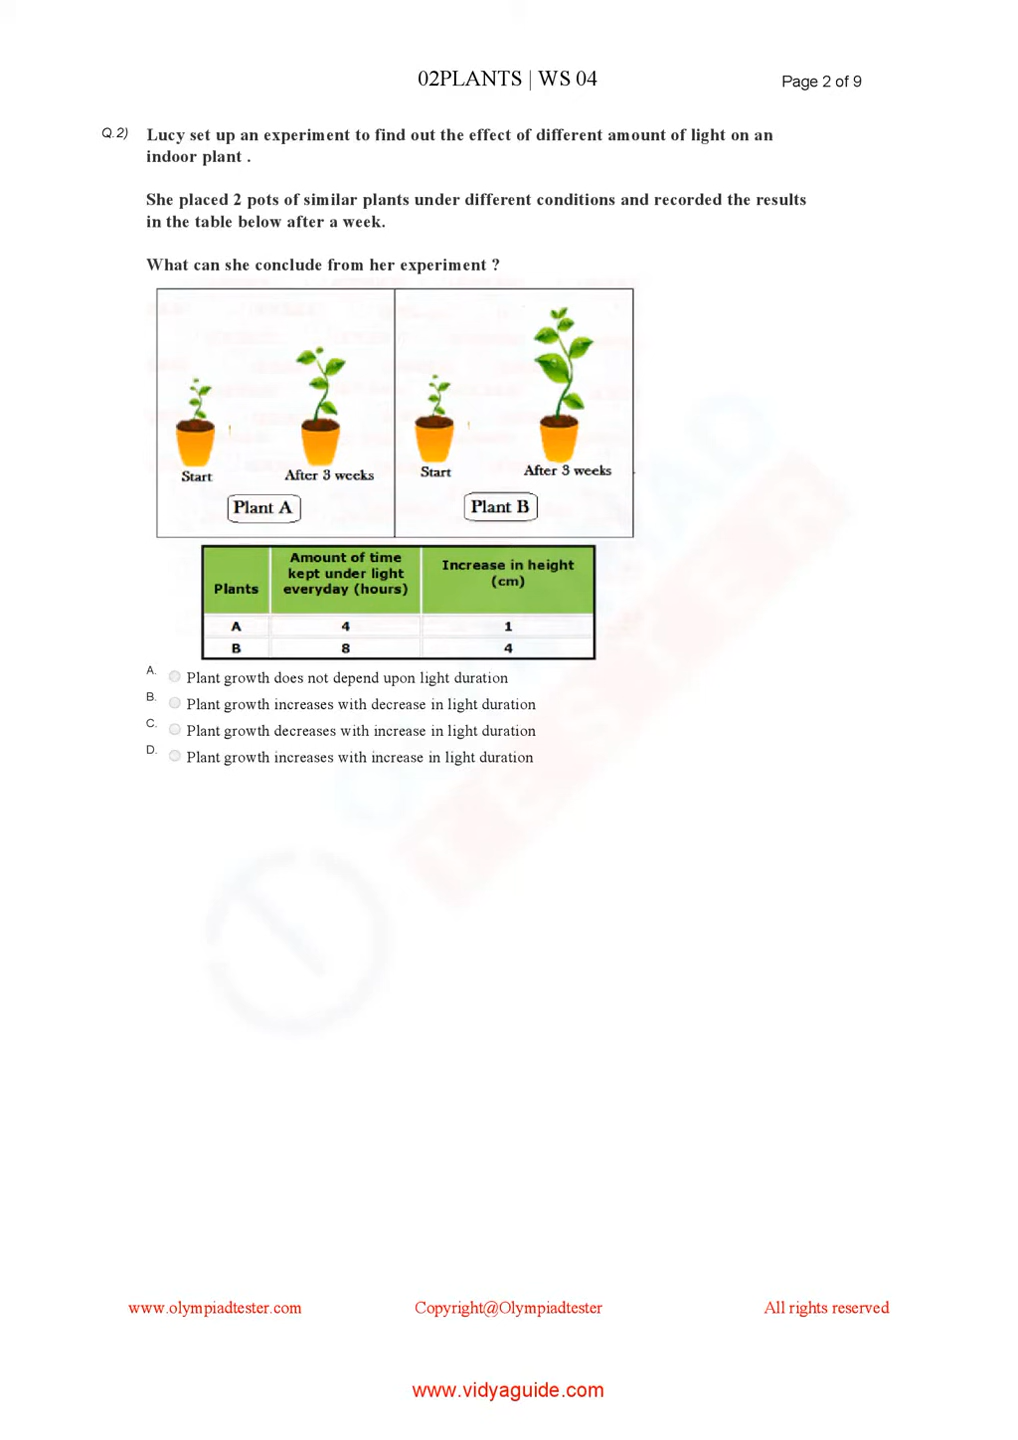 02PLANTS | WS 04
Page 2 of 9
Q.2) Lucy set up an experiment to find out the effect of different amount of light on an
indoor plant .
She placed 2 pots of similar plants under different conditions and recorded the results
in the table below after a week.
What can she conclude from her experiment ?
Start After 3 weeks Start After 3 weeks
Plant A Plant B
Plants Amount of time kept under light everyday (hours) Increase in height (cm)
A 4 1
B 8 4
A. Plant growth does not depend upon light duration
B. Plant growth increases with decrease in light duration
C. Plant growth decreases with increase in light duration
D. Plant growth increases with increase in light duration
www.olympiadtester.com Copyright@Olympiadtester All rights reserved
www.vidyaguide.com